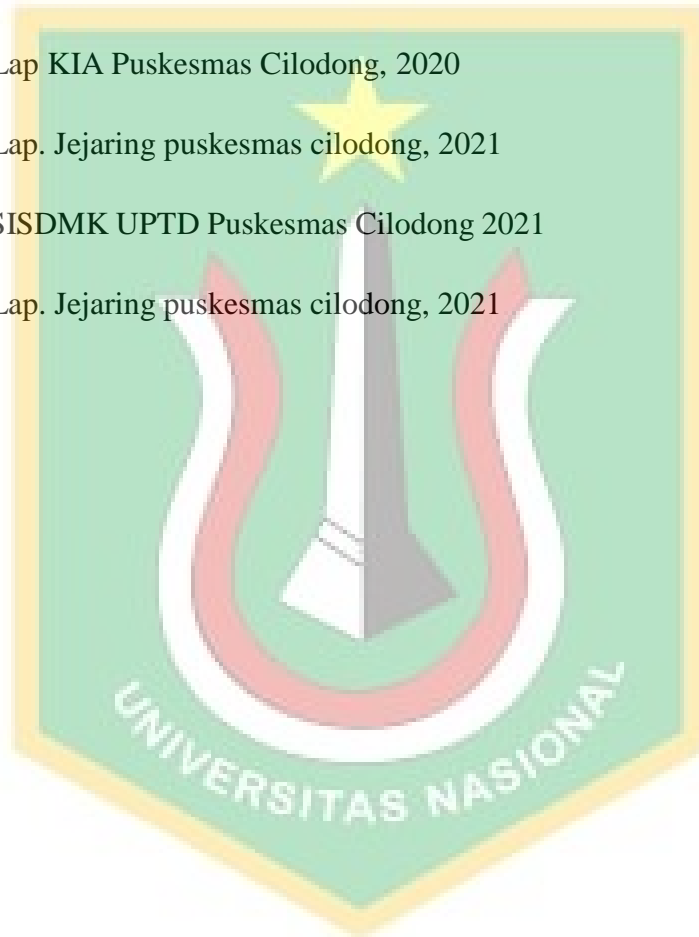 Lap KIA Puskesmas Cilodong, 2020
Lap. Jejaring puskesmas cilodong, 2021
SISDMK UPTD Puskesmas Cilodong 2021
Lap. Jejaring puskesmas cilodong, 2021
UNIVERSITAS NASIONAL